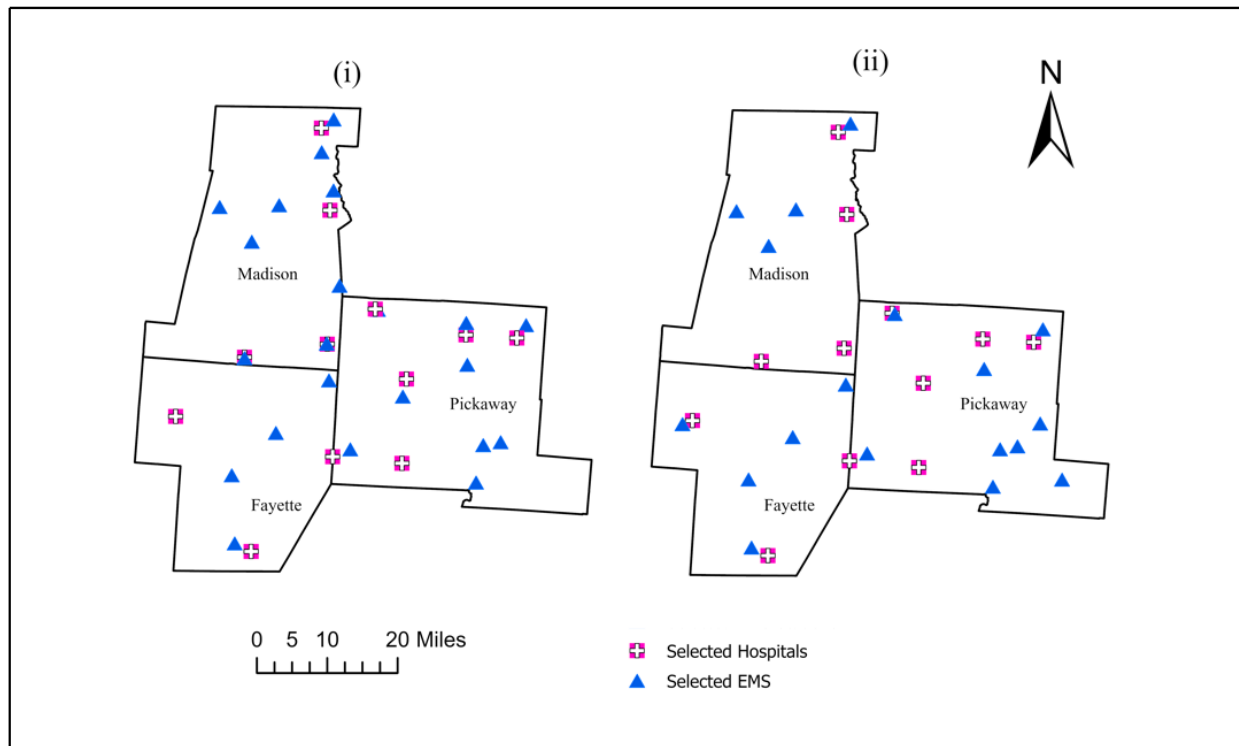 (i)
(ii)
N
Madison
Madison
Pickaway
Pickaway
Fayette
Fayette
0 5 10 20 Miles
Selected Hospitals
Selected EMS